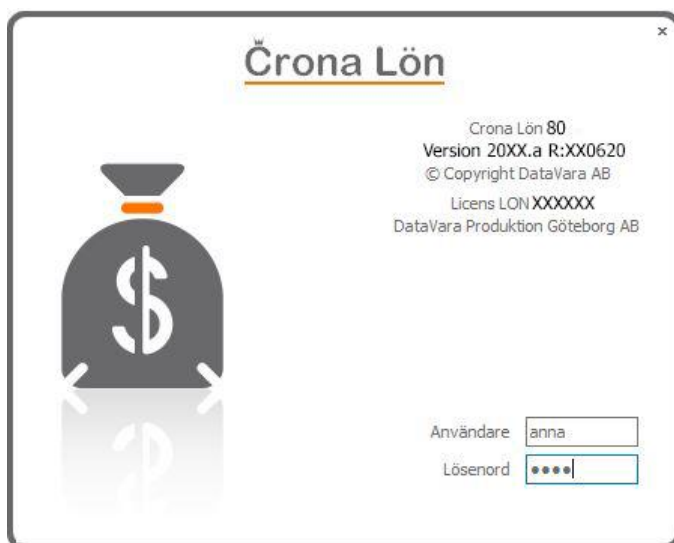 Crona Lön
Crona Lön 80
Version 20XX.a R:XX0620
© Copyright DataVara AB
Licens LON XXXXXX
DataVara Produktion Göteborg AB
Användare anna
Lösenord ••••